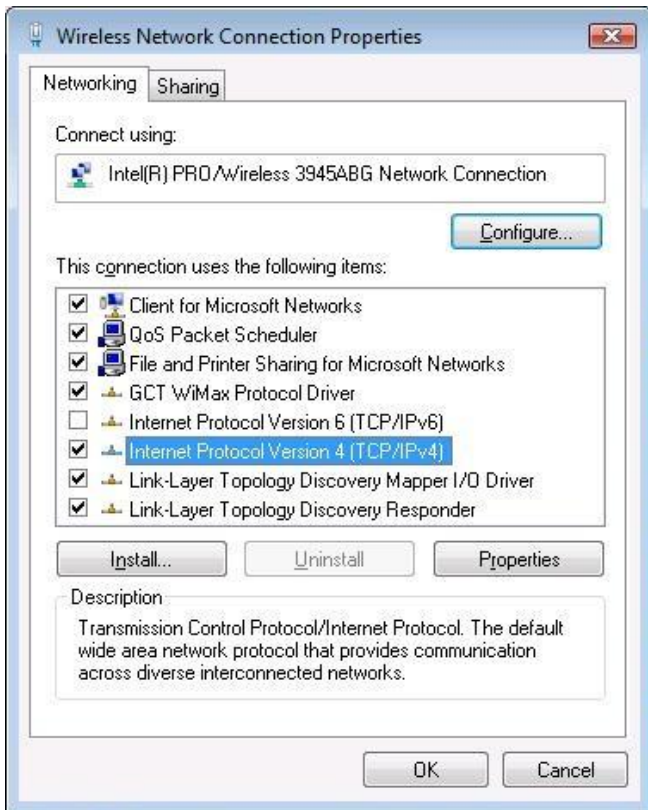 Wireless Network Connection Properties
Networking
Sharing
Connect using:
Intel(R) PRO/Wireless 3945ABG Network Connection
Configure...
This connection uses the following items:
Client for Microsoft Networks
QoS Packet Scheduler
File and Printer Sharing for Microsoft Networks
GCT WiMax Protocol Driver
Internet Protocol Version 6 (TCP/IPv6)
Internet Protocol Version 4 (TCP/IPv4)
Link-Layer Topology Discovery Mapper I/O Driver
Link-Layer Topology Discovery Responder
Install...
Uninstall
Properties
Description
Transmission Control Protocol/Internet Protocol. The default
wide area network protocol that provides communication
across diverse interconnected networks.
OK
Cancel